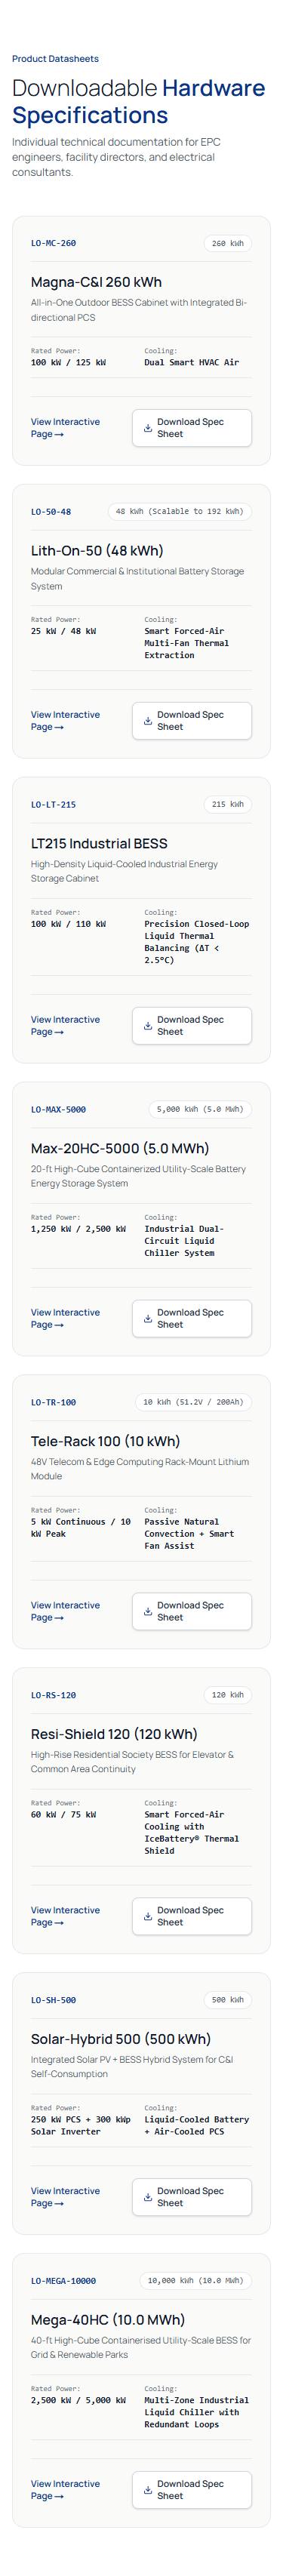 Product Datasheets
Downloadable Hardware
Specifications
Individual technical documentation for EPC
engineers, facility directors, and electrical
consultants.
LO-MC-260
260 kWh
Magna-C&I 260 kWh
All-in-One Outdoor BESS Cabinet with Integrated Bi-
directional PCS
Rated Power:
100 kW / 125 kW
Cooling:
Dual Smart HVAC Air
View Interactive
Page →
Download Spec
Sheet
LO-50-48
48 kWh (Scalable to 192 kWh)
Lith-On-50 (48 kWh)
Modular Commercial & Institutional Battery Storage
System
Rated Power:
25 kW / 48 kW
Cooling:
Smart Forced-Air
Multi-Fan Thermal
Extraction
View Interactive
Page →
Download Spec
Sheet
LO-LT-215
215 kWh
LT215 Industrial BESS
High-Density Liquid-Cooled Industrial Energy
Storage Cabinet
Rated Power:
100 kW / 110 kW
Cooling:
Precision Closed-Loop
Liquid Thermal
Balancing (ΔT <
2.5°C)
View Interactive
Page →
Download Spec
Sheet
LO-MAX-5000
5,000 kWh (5.0 MWh)
Max-20HC-5000 (5.0 MWh)
20-ft High-Cube Containerized Utility-Scale Battery
Energy Storage System
Rated Power:
1,250 kW / 2,500 kW
Cooling:
Industrial Dual-
Circuit Liquid
Chiller System
View Interactive
Page →
Download Spec
Sheet
LO-TR-100
10 kWh (51.2V / 200Ah)
Tele-Rack 100 (10 kWh)
48V Telecom & Edge Computing Rack-Mount Lithium
Module
Rated Power:
5 kW Continuous / 10
kW Peak
Cooling:
Passive Natural
Convection + Smart
Fan Assist
View Interactive
Page →
Download Spec
Sheet
LO-RS-120
120 kWh
Resi-Shield 120 (120 kWh)
High-Rise Residential Society BESS for Elevator &
Common Area Continuity
Rated Power:
60 kW / 75 kW
Cooling:
Smart Forced-Air
Cooling with
IceBattery® Thermal
Shield
View Interactive
Page →
Download Spec
Sheet
LO-SH-500
500 kWh
Solar-Hybrid 500 (500 kWh)
Integrated Solar PV + BESS Hybrid System for C&I
Self-Consumption
Rated Power:
250 kW PCS + 300 kWp
Solar Inverter
Cooling:
Liquid-Cooled Battery
+ Air-Cooled PCS
View Interactive
Page →
Download Spec
Sheet
LO-MEGA-10000
10,000 kWh (10.0 MWh)
Mega-40HC (10.0 MWh)
40-ft High-Cube Containerised Utility-Scale BESS for
Grid & Renewable Parks
Rated Power:
2,500 kW / 5,000 kW
Cooling:
Multi-Zone Industrial
Liquid Chiller with
Redundant Loops
View Interactive
Page →
Download Spec
Sheet